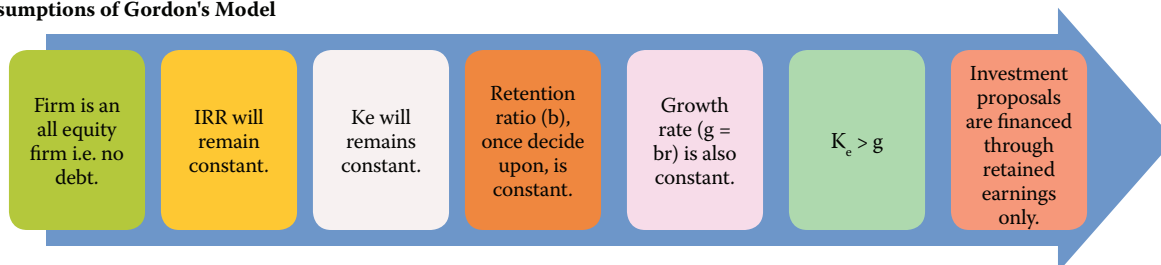 sumptions of Gordon's Model
Firm is an
all equity
firm i.e. no
debt.
IRR will
remain
constant.
Ke will
remains
constant.
Retention
ratio (b),
once decide
upon, is
constant.
Growth
rate (g =
br) is also
constant.
Ke > g
Investment
proposals
are financed
through
retained
earnings
only.